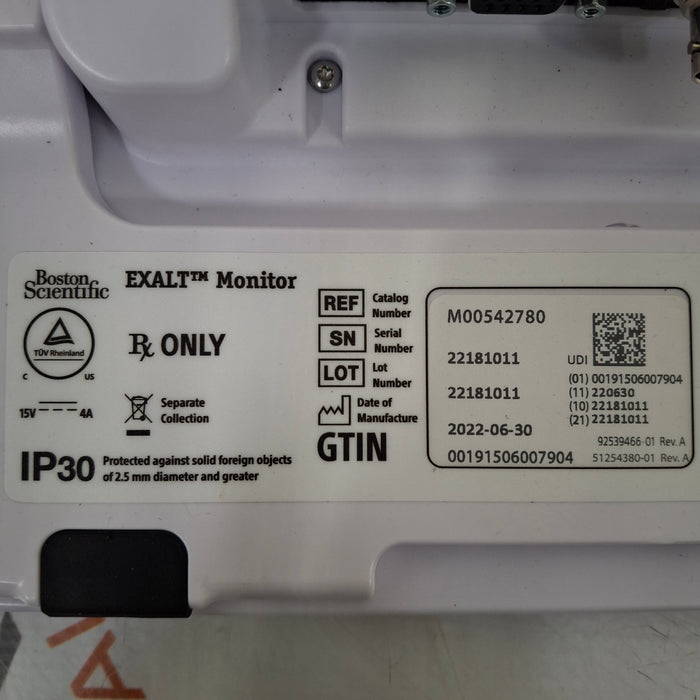 Boston
Scientific
EXALT™ Monitor
TÜV Rheinland
C US
℞ ONLY
15V 4A
Separate
Collection
IP30 Protected against solid foreign objects
of 2.5 mm diameter and greater
REF Catalog
Number
SN Serial
Number
LOT Lot
Number
Date of
Manufacture
GTIN
M00542780
22181011
22181011
2022-06-30
00191506007904
UDI
(01) 00191506007904
(11) 220630
(10) 22181011
(21) 22181011
92539466-01 Rev. A
51254380-01 Rev. A